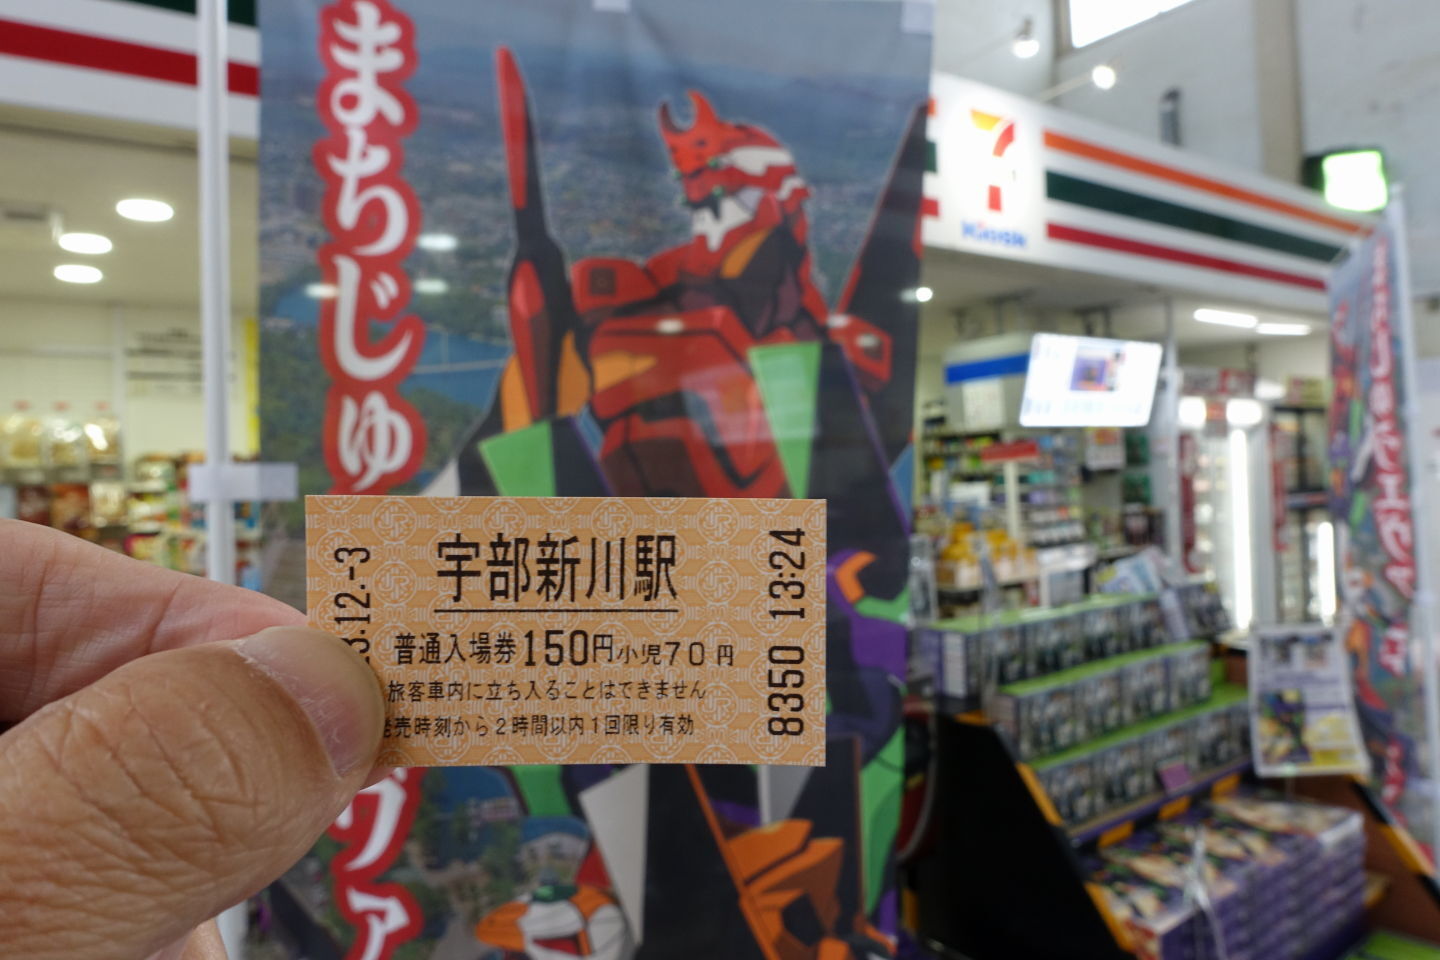 まちじゅ
ヴァ
宇部新川駅
普通入場券150円小児70円
旅客車内に立ち入ることはできません
売時刻から2時間以内1回限り有効
3.12.-3
8350 13:24
7
Kiosk